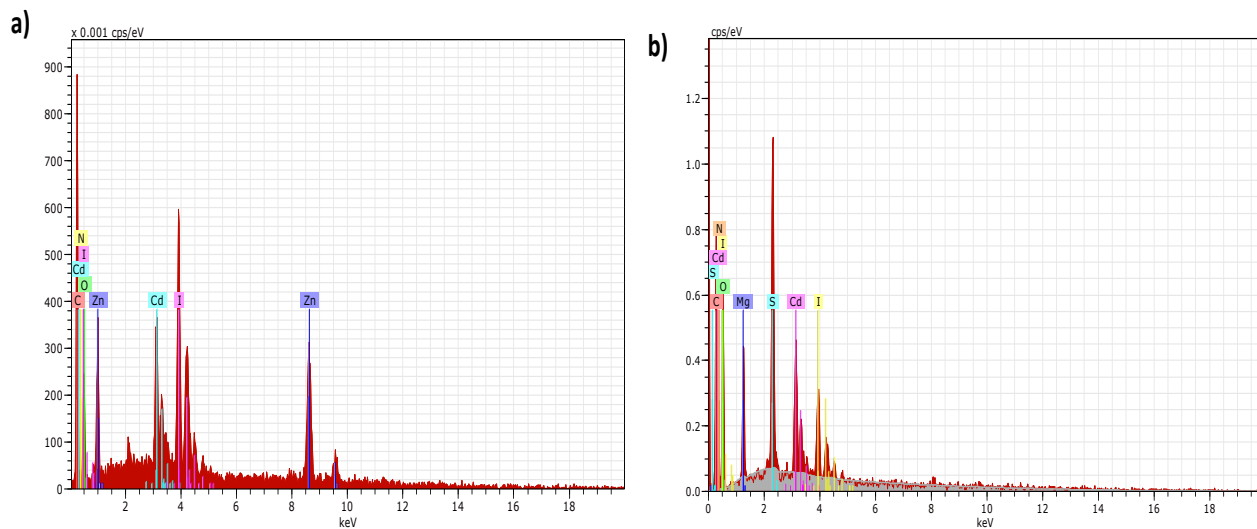 a)
x 0.001 cps/eV
900
800
700
600
500
400
300
200
100
0
N
I
Cd
O
C
Zn
Cd
I
Zn
2
4
6
8
10
12
14
16
18
keV
b)
cps/eV
1.2
1.0
0.8
0.6
0.4
0.2
0.0
N
I
Cd
S
O
C
Mg
S
Cd
I
0
2
4
6
8
10
12
14
16
18
keV